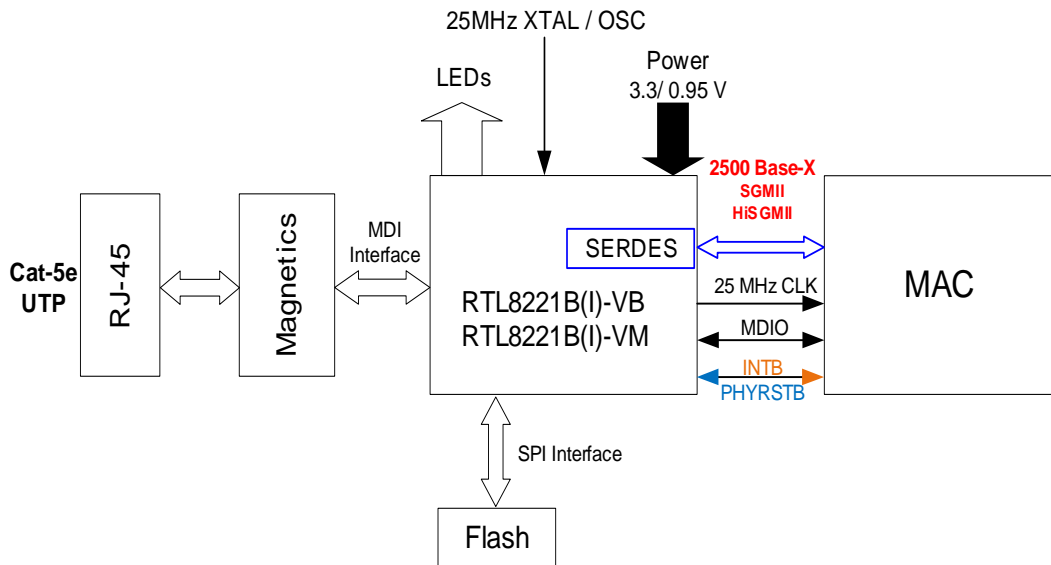 25MHz XTAL / OSC
Power
3.3/ 0.95 V
LEDs
2500 Base-X
SGMII
HiSGMII
MDI
Interface
SERDES
Cat-5e
UTP
RJ-45
Magnetics
RTL8221B(I)-VB
RTL8221B(I)-VM
25 MHz CLK
MDIO
INTB
PHYRSTB
MAC
SPI Interface
Flash